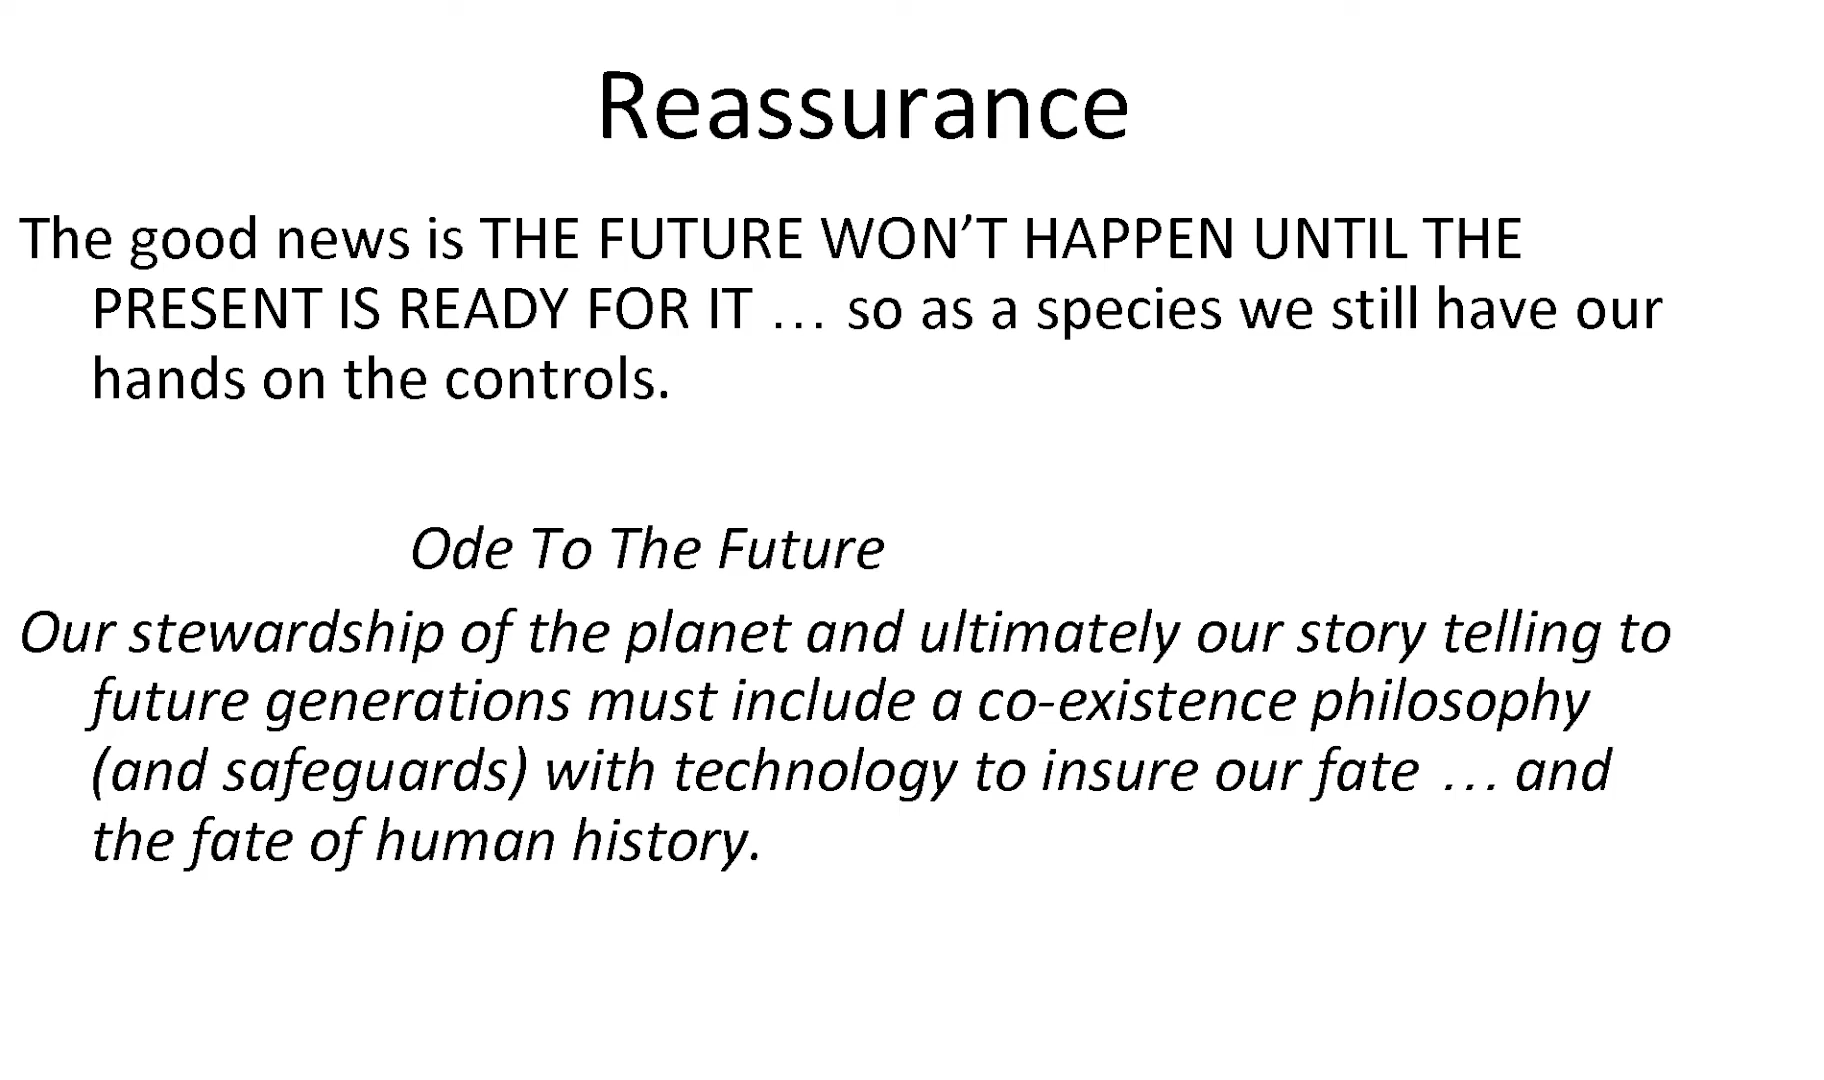 Reassurance
The good news is THE FUTURE WON’T HAPPEN UNTIL THE
PRESENT IS READY FOR IT … so as a species we still have our
hands on the controls.
Ode To The Future
Our stewardship of the planet and ultimately our story telling to
future generations must include a co-existence philosophy
(and safeguards) with technology to insure our fate … and
the fate of human history.